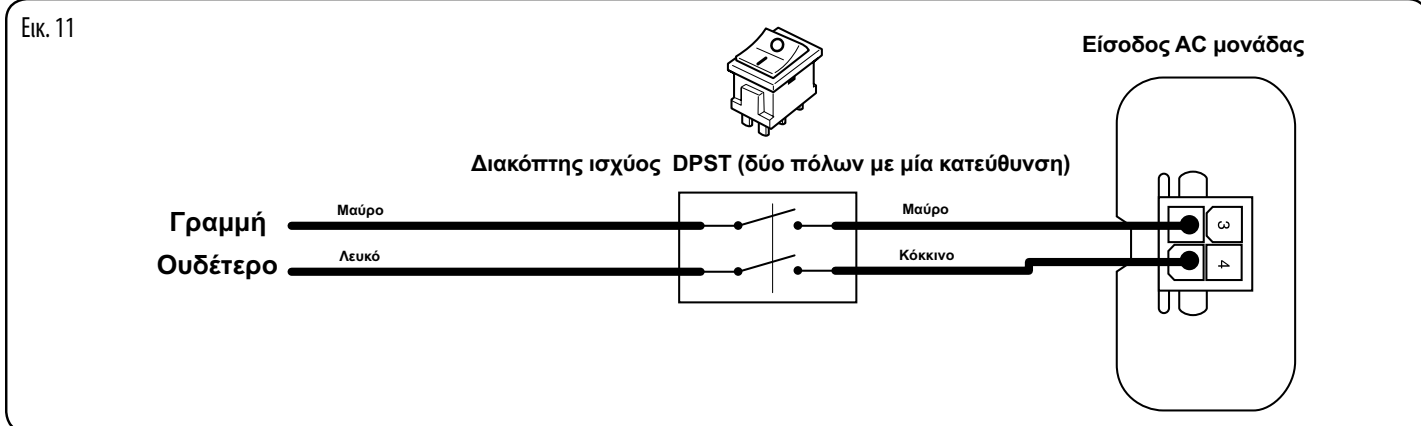 Εικ. 11
Είσοδος AC μονάδας
Διακόπτης ισχύος DPST (δύο πόλων με μία κατεύθυνση)
Γραμμή
Μαύρο
Μαύρο
3
Ουδέτερο
Λευκό
Κόκκινο
4